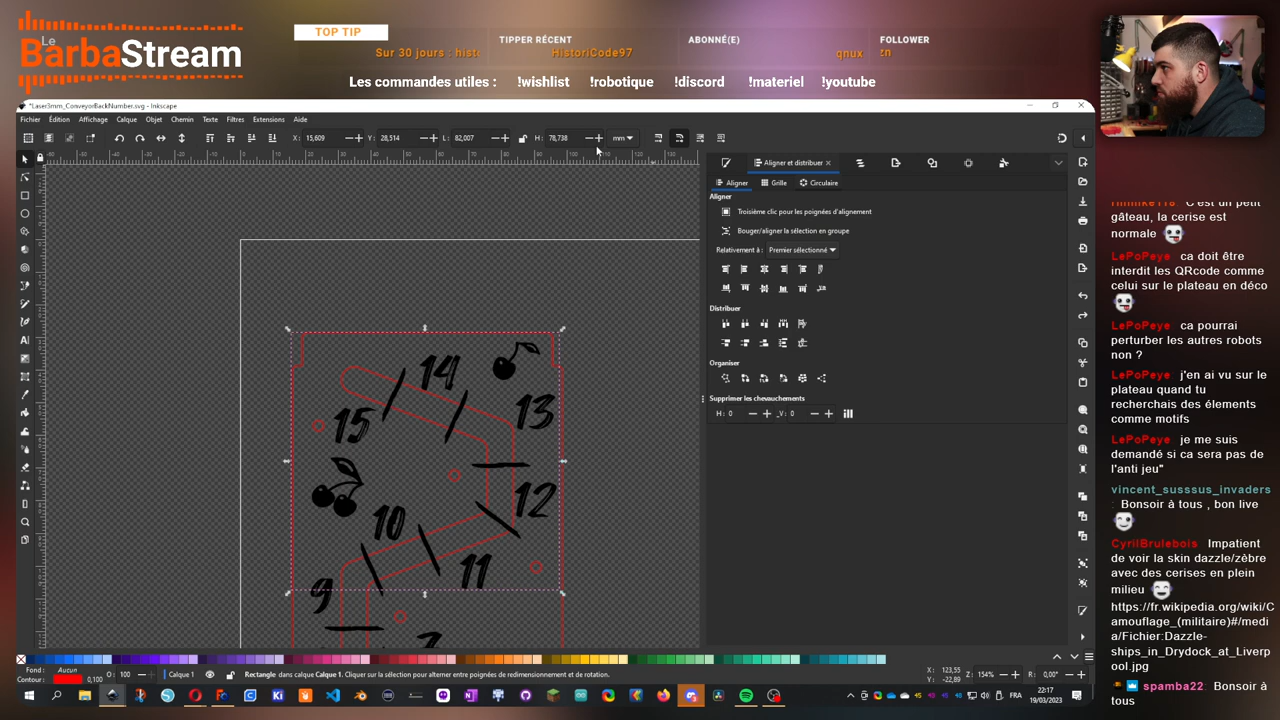 Le
BarbaStream
TOP TIP
Sur 30 jours : histo
TIPPER RÉCENT
HistoriCode97
ABONNÉ(E)
qnux
FOLLOWER
Les commandes utiles : !wishlist !robotique !discord !materiel !youtube
*Laser3mm_ConveyorBackNumber.svg - Inkscape
Fichier Édition Affichage Calque Objet Chemin Texte Filtres Extensions Aide
X: 15,609 Y: 28,514 L: 82,007 H: 78,738 mm
Aligner et distribuer
Aligner Grille Circulaire
Aligner
Troisième clic pour les poignées d'alignement
Bouger/aligner la sélection en groupe
Relativement à : Premier sélectionné
Distribuer
Organiser
Supprimer les chevauchements
H: 0 V: 0
14
13
15
12
10
11
9
7
Fond : Aucun
Contour : 0,100
O: 100
Calque 1
Rectangle dans calque Calque 1. Cliquer sur la sélection pour alterner entre poignées de redimensionnement et de rotation.
X: 123,55
Y: -22,89
Z: 154%
R: 0,00°
FRA
22:17
19/03/2023
C'est un petit
gâteau, la cerise est
normale
LePoPeye: ca doit être
interdit les QRcode comme
celui sur le plateau en déco
LePoPeye: ca pourrai
perturber les autres robots
non ?
LePoPeye: j'en ai vu sur le
plateau quand tu
recherchais des élements
comme motifs
LePoPeye: je me suis
demandé si ca sera pas de
l'anti jeu"
vincent_susssus_invaders
: Bonsoir à tous , bon live
CyrilBrulebois: Impatient
de voir la skin dazzle/zèbre
avec des cerises en plein
milieu
https://fr.wikipedia.org/wiki/C
amouflage_(militaire)#/medi
a/Fichier:Dazzle-
ships_in_Drydock_at_Liverp
ool.jpg
spamba22: Bonsoir à
tous